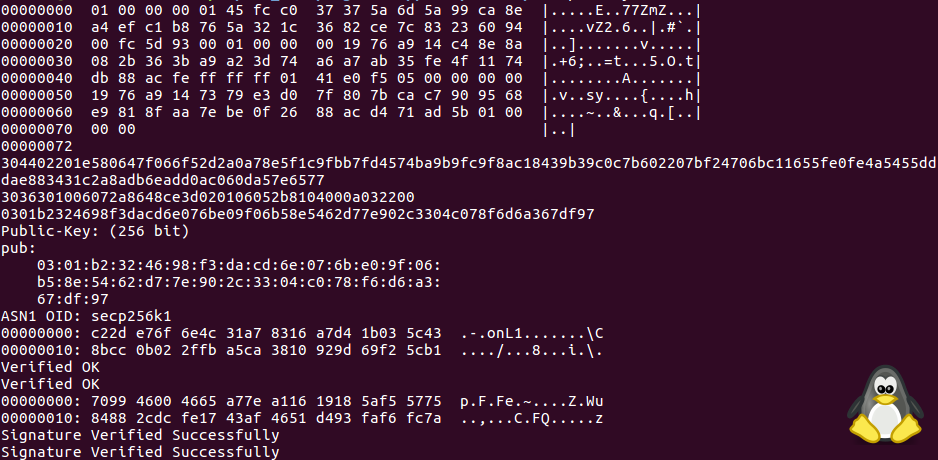 00000000  01 00 00 00 01 45 fc c0  37 37 5a 6d 5a 99 ca 8e  |.....E..77ZmZ...|
00000010  a4 ef c1 b8 76 5a 32 1c  36 82 ce 7c 83 23 60 94  |....vZ2.6..|.#`.|
00000020  00 fc 5d 93 00 01 00 00  00 19 76 a9 14 c4 8e 8a  |..].......v.....|
00000030  08 2b 36 3b a9 a2 3d 74  a6 a7 ab 35 fe 4f 11 74  |.+6;..=t...5.O.t|
00000040  db 88 ac fe ff ff ff 01  41 e0 f5 05 00 00 00 00  |........A.......|
00000050  19 76 a9 14 73 79 e3 d0  7f 80 7b ca c7 90 95 68  |.v..sy....{....h|
00000060  e9 81 8f aa 7e be 0f 26  88 ac d4 71 ad 5b 01 00  |....~..&...q.[..|
00000070  00 00                                             |..|
00000072
304402201e580647f066f52d2a0a78e5f1c9fbb7fd4574ba9b9fc9f8ac18439b39c0c7b602207bf24706bc11655fe0fe4a5455dd
dae883431c2a8adb6eadd0ac060da57e6577
3036301006072a8648ce3d020106052b8104000a032200
0301b2324698f3dacd6e076be09f06b58e5462d77e902c3304c078f6d6a367df97
Public-Key: (256 bit)
pub:
    03:01:b2:32:46:98:f3:da:cd:6e:07:6b:e0:9f:06:
    b5:8e:54:62:d7:7e:90:2c:33:04:c0:78:f6:d6:a3:
    67:df:97
ASN1 OID: secp256k1
00000000: c22d e76f 6e4c 31a7 8316 a7d4 1b03 5c43  .-.onL1.......\C
00000010: 8bcc 0b02 2ffb a5ca 3810 929d 69f2 5cb1  ..../...8...i.\.
Verified OK
Verified OK
00000000: 7099 4600 4665 a77e a116 1918 5af5 5775  p.F.Fe.~....Z.Wu
00000010: 8488 2cdc fe17 43af 4651 d493 faf6 fc7a  ..,...C.FQ.....z
Signature Verified Successfully
Signature Verified Successfully